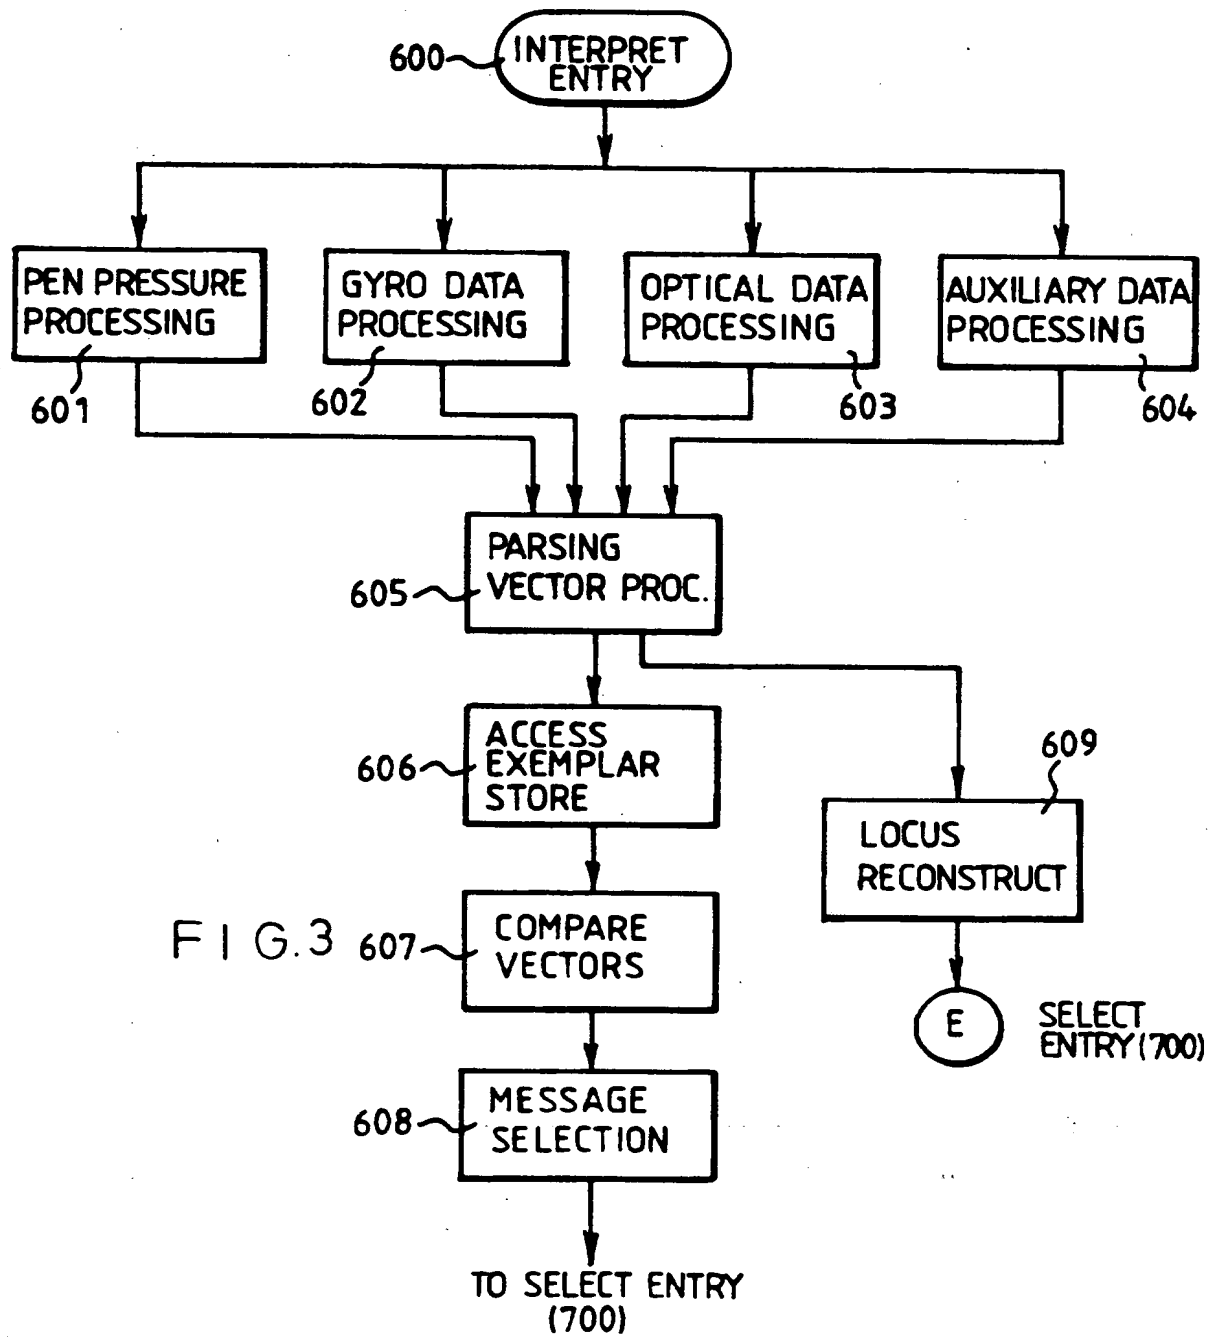 600
INTERPRET
ENTRY
PEN PRESSURE
PROCESSING
601
GYRO DATA
PROCESSING
602
OPTICAL DATA
PROCESSING
603
AUXILIARY DATA
PROCESSING
604
PARSING
VECTOR PROC.
605
ACCESS
EXEMPLAR
STORE
606
609
LOCUS
RECONSTRUCT
FIG.3
607
COMPARE
VECTORS
E
SELECT
ENTRY (700)
608
MESSAGE
SELECTION
TO SELECT ENTRY
(700)